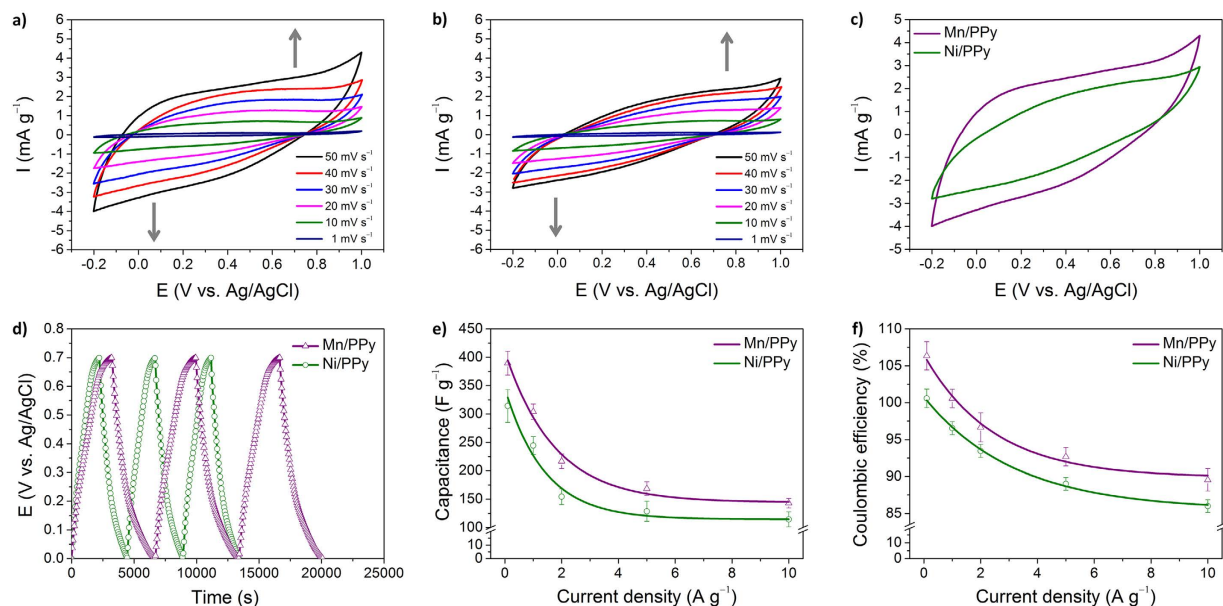 a)
I (mA g⁻¹)
6
5
4
3
2
1
0
-1
-2
-3
-4
-5
-6
50 mV s⁻¹
40 mV s⁻¹
30 mV s⁻¹
20 mV s⁻¹
10 mV s⁻¹
1 mV s⁻¹
-0.2 0.0 0.2 0.4 0.6 0.8 1.0
E (V vs. Ag/AgCl)
b)
I (mA g⁻¹)
6
5
4
3
2
1
0
-1
-2
-3
-4
-5
-6
50 mV s⁻¹
40 mV s⁻¹
30 mV s⁻¹
20 mV s⁻¹
10 mV s⁻¹
1 mV s⁻¹
-0.2 0.0 0.2 0.4 0.6 0.8 1.0
E (V vs. Ag/AgCl)
c)
I (mA g⁻¹)
Mn/PPy
Ni/PPy
5
4
3
2
1
0
-1
-2
-3
-4
-5
-0.2 0.0 0.2 0.4 0.6 0.8 1.0
E (V vs. Ag/AgCl)
d)
E (V vs. Ag/AgCl)
Mn/PPy
Ni/PPy
0.8
0.7
0.6
0.5
0.4
0.3
0.2
0.1
0.0
0 5000 10000 15000 20000 25000
Time (s)
e)
Capacitance (F g⁻¹)
Mn/PPy
Ni/PPy
450
400
350
300
250
200
150
100
10
0
0 2 4 6 8 10
Current density (A g⁻¹)
f)
Coulombic efficiency (%)
Mn/PPy
Ni/PPy
110
105
100
95
90
85
10
0
0 2 4 6 8 10
Current density (A g⁻¹)